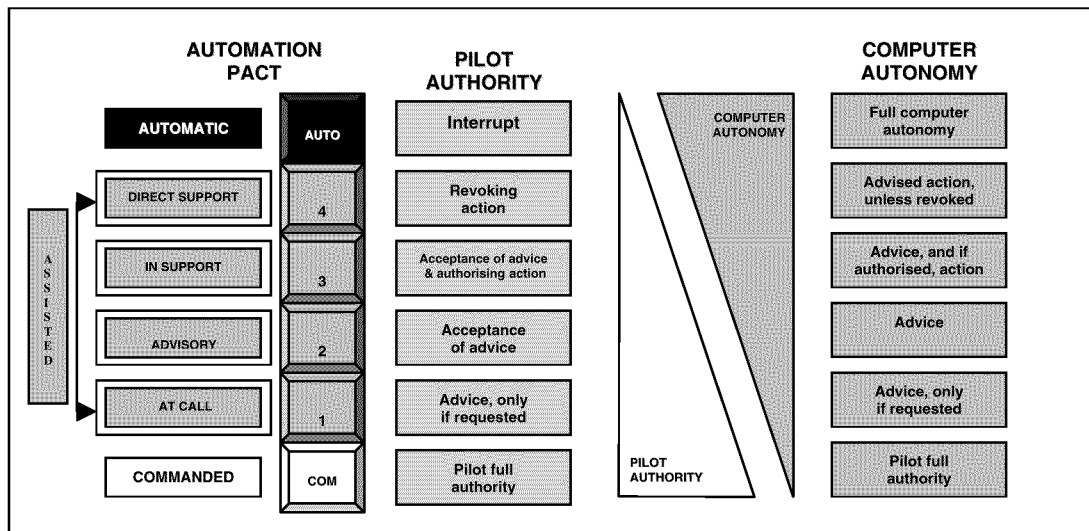 AUTOMATION
PACT
PILOT
AUTHORITY
COMPUTER
AUTONOMY
AUTOMATIC
AUTO
Interrupt
COMPUTER
AUTONOMY
Full computer
autonomy
DIRECT SUPPORT
4
Revoking
action
Advised action,
unless revoked
ASSISTED
IN SUPPORT
3
Acceptance of advice
& authorising action
Advice, and if
authorised, action
ADVISORY
2
Acceptance
of advice
Advice
AT CALL
1
Advice, only
if requested
Advice, only
if requested
COMMANDED
COM
Pilot full
authority
PILOT
AUTHORITY
Pilot full
authority